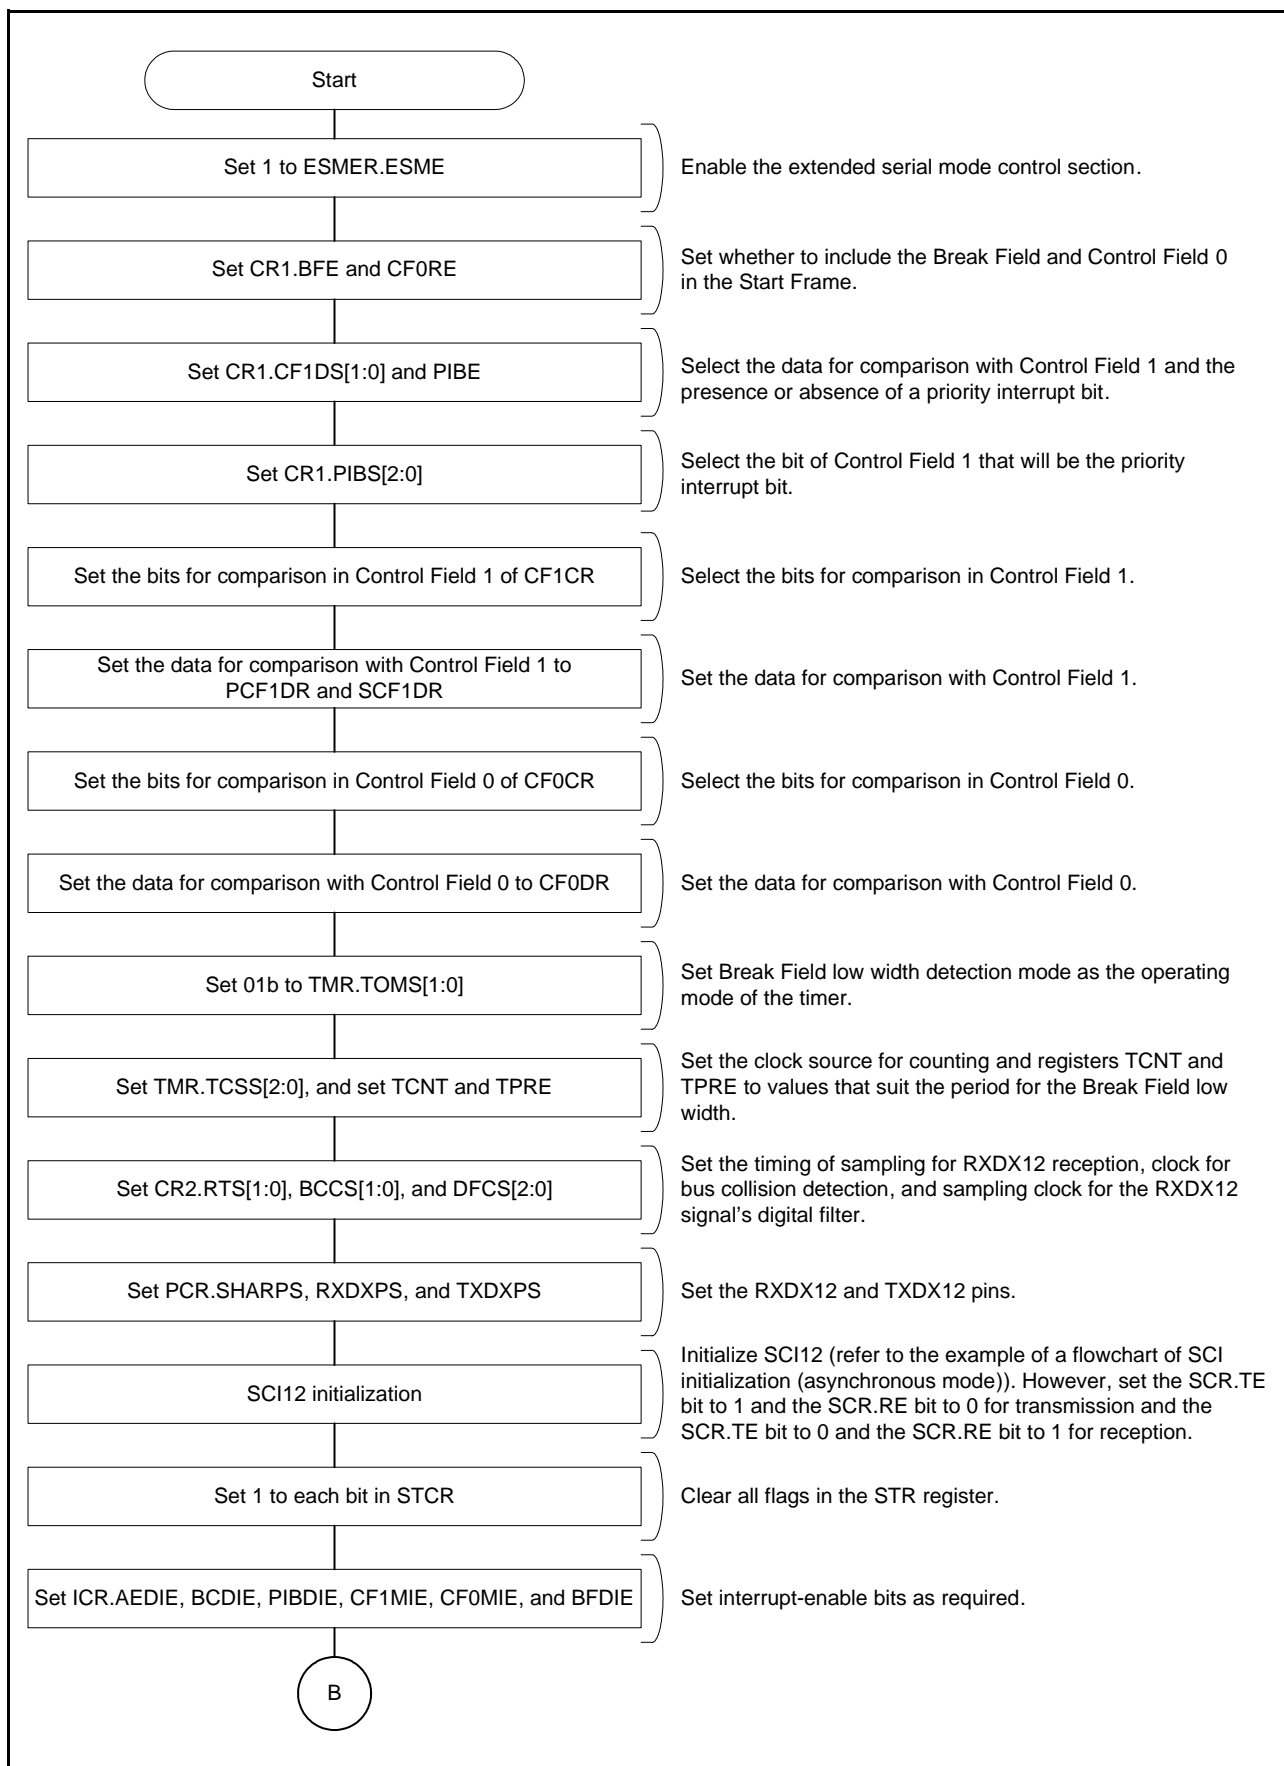 Start
Set 1 to ESMER.ESME
Enable the extended serial mode control section.
Set CR1.BFE and CF0RE
Set whether to include the Break Field and Control Field 0
in the Start Frame.
Set CR1.CF1DS[1:0] and PIBE
Select the data for comparison with Control Field 1 and the
presence or absence of a priority interrupt bit.
Set CR1.PIBS[2:0]
Select the bit of Control Field 1 that will be the priority
interrupt bit.
Set the bits for comparison in Control Field 1 of CF1CR
Select the bits for comparison in Control Field 1.
Set the data for comparison with Control Field 1 to
PCF1DR and SCF1DR
Set the data for comparison with Control Field 1.
Set the bits for comparison in Control Field 0 of CF0CR
Select the bits for comparison in Control Field 0.
Set the data for comparison with Control Field 0 to CF0DR
Set the data for comparison with Control Field 0.
Set 01b to TMR.TOMS[1:0]
Set Break Field low width detection mode as the operating
mode of the timer.
Set TMR.TCSS[2:0], and set TCNT and TPRE
Set the clock source for counting and registers TCNT and
TPRE to values that suit the period for the Break Field low
width.
Set CR2.RTS[1:0], BCCS[1:0], and DFCS[2:0]
Set the timing of sampling for RXDX12 reception, clock for
bus collision detection, and sampling clock for the RXDX12
signal’s digital filter.
Set PCR.SHARPS, RXDXPS, and TXDXPS
Set the RXDX12 and TXDX12 pins.
SCI12 initialization
Initialize SCI12 (refer to the example of a flowchart of SCI
initialization (asynchronous mode)). However, set the SCR.TE
bit to 1 and the SCR.RE bit to 0 for transmission and the
SCR.TE bit to 0 and the SCR.RE bit to 1 for reception.
Set 1 to each bit in STCR
Clear all flags in the STR register.
Set ICR.AEDIE, BCDIE, PIBDIE, CF1MIE, CF0MIE, and BFDIE
Set interrupt-enable bits as required.
B